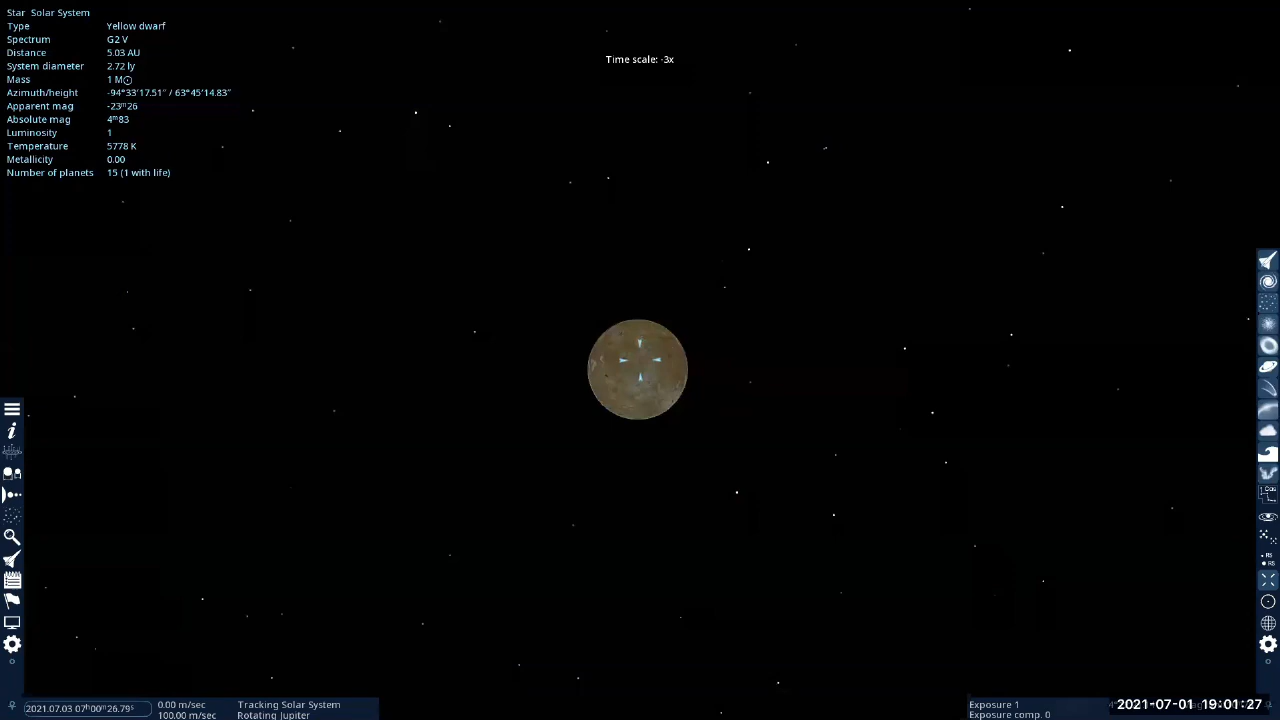 Star Solar System
Type Yellow dwarf
Spectrum G2 V
Distance 5.03 AU
System diameter 2.72 ly
Mass 1 M☉
Azimuth/height -94°33'17.51" / 63°45'14.83"
Apparent mag -23ᵐ26
Absolute mag 4ᵐ83
Luminosity 1
Temperature 5778 K
Metallicity 0.00
Number of planets 15 (1 with life)
Time scale: -3x
Gas
RS
RS
2021.07.03 07ʰ00ᵐ26.79ˢ
0.00 m/sec
100.00 m/sec
Tracking Solar System
Rotating Jupiter
Exposure 1
Exposure comp. 0
2021-07-01 19:01:27